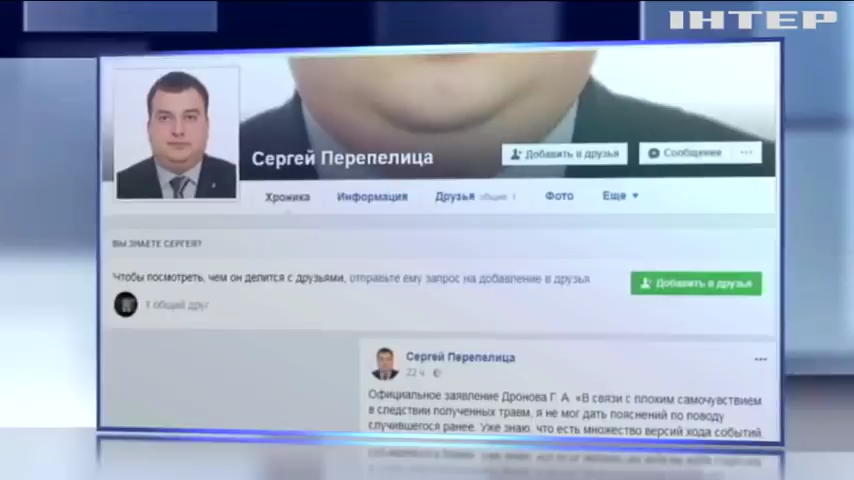 ІНТЕР
Сергей Перепелица
Добавить в друзья
Сообщение
Хроника
Информация
Друзья общие 1
Фото
Еще
ВЫ ЗНАЕТЕ СЕРГЕЯ?
Чтобы посмотреть, чем он делится с друзьями, отправьте ему запрос на добавление в друзья
Добавить в друзья
1 общий друг
Сергей Перепелица
22 ч
Официальное заявление Дронова Г. А. «В связи с плохим самочувствием
в следствии полученных травм, я не мог дать пояснений по поводу
случившегося ранее. Уже знаю, что есть множество версий хода событий,